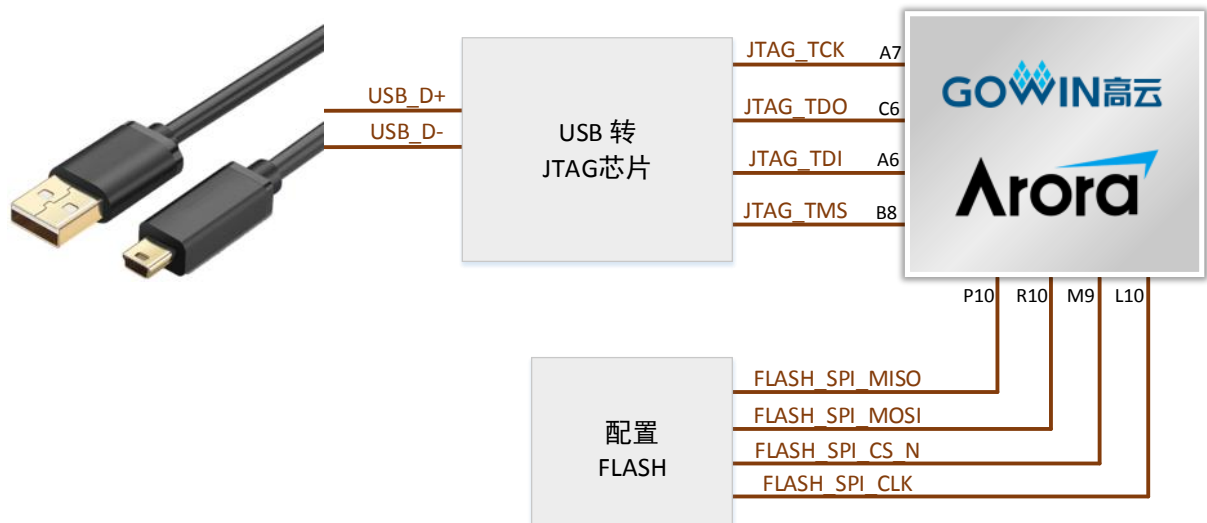 USB_D+
USB_D-
USB 转
JTAG芯片
JTAG_TCK A7
JTAG_TDO C6
JTAG_TDI A6
JTAG_TMS B8
GOWIN高云
Arora
P10 R10 M9 L10
配置
FLASH
FLASH_SPI_MISO
FLASH_SPI_MOSI
FLASH_SPI_CS_N
FLASH_SPI_CLK